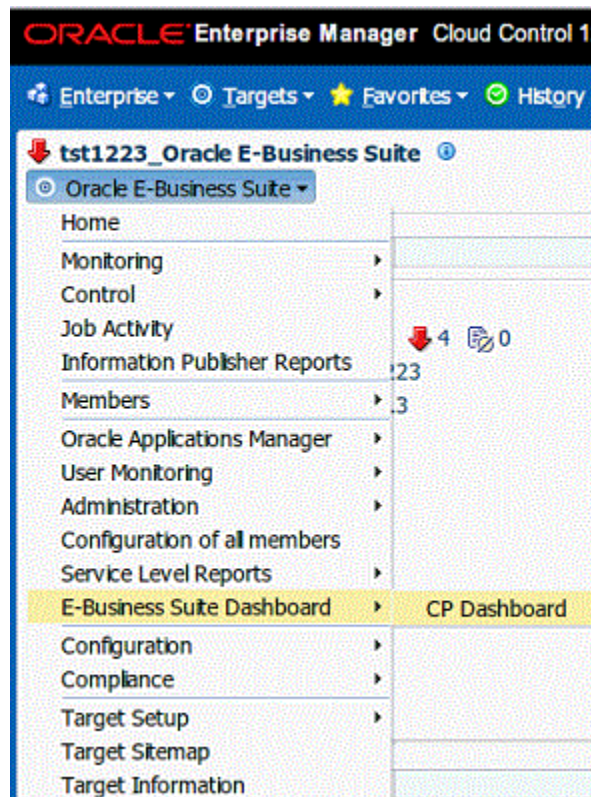 ORACLE Enterprise Manager Cloud Control 1
Enterprise Targets Favorites History
tst1223_Oracle E-Business Suite
Oracle E-Business Suite
Home
Monitoring
Control
Job Activity
4 0
Information Publisher Reports
223
Members
.3
Oracle Applications Manager
User Monitoring
Administration
Configuration of all members
Service Level Reports
E-Business Suite Dashboard CP Dashboard
Configuration
Compliance
Target Setup
Target Sitemap
Target Information